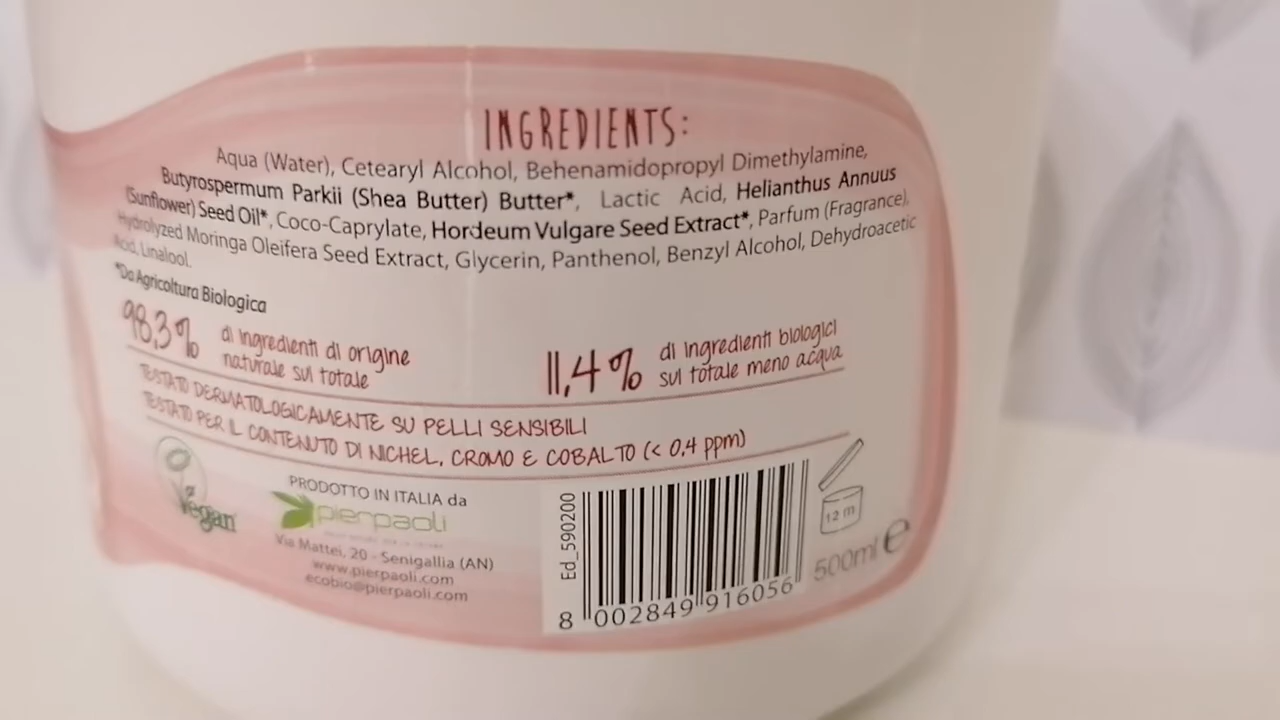 INGREDIENTS:
Aqua (Water), Cetearyl Alcohol, Behenamidopropyl Dimethylamine,
Butyrospermum Parkii (Shea Butter) Butter*, Lactic Acid, Helianthus Annuus
(Sunflower) Seed Oil*, Coco-Caprylate, Hordeum Vulgare Seed Extract*, Parfum (Fragrance),
Hydrolyzed Moringa Oleifera Seed Extract, Glycerin, Panthenol, Benzyl Alcohol, Dehydroacetic
Acid, Linalool.
*Da Agricoltura Biologica
98,3% di ingredienti di origine
naturale sul totale
11,4% di ingredienti biologici
sul totale meno acqua
TESTATO DERMATOLOGICAMENTE SU PELLI SENSIBILI
TESTATO PER IL CONTENUTO DI NICHEL, CROMO E COBALTO (< 0,4 ppm)
Vegan
PRODOTTO IN ITALIA da
pierpaoli
Via Mattei, 20 - Senigallia (AN)
www.pierpaoli.com
ecobio@pierpaoli.com
Ed_590200
8 002849 916056
12 m
500ml e